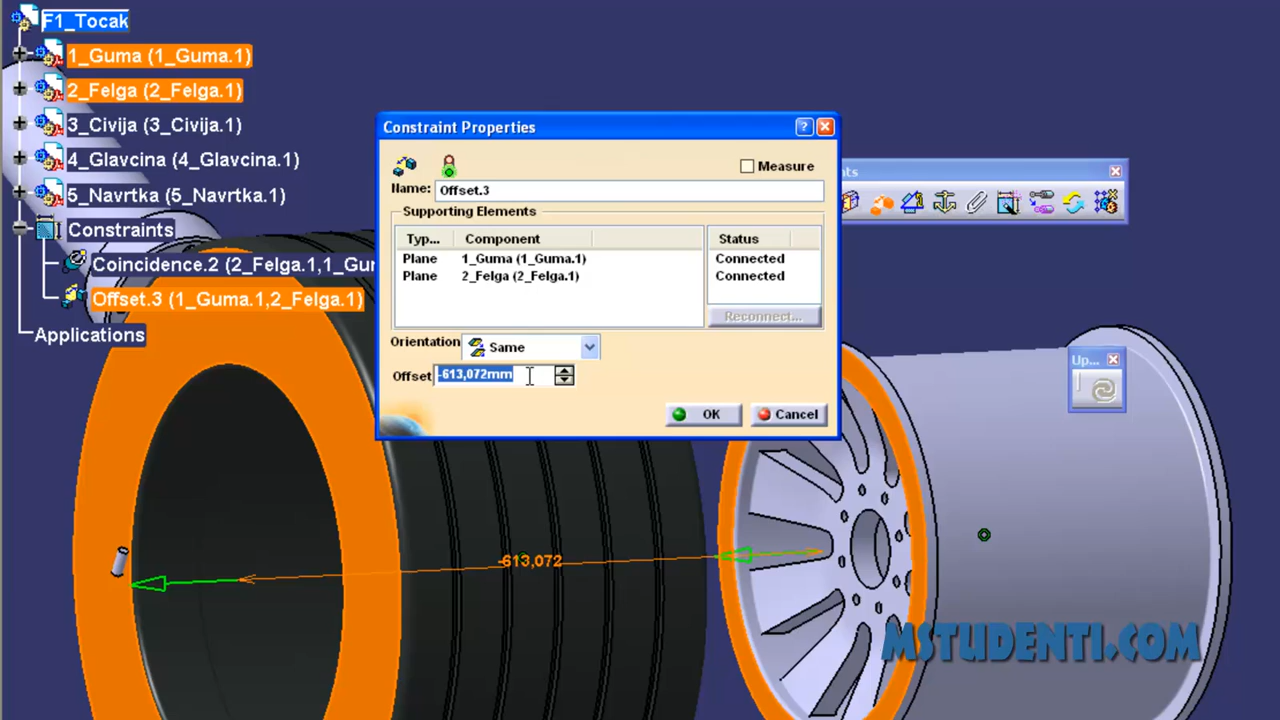 F1_Tocak
1_Guma (1_Guma.1)
2_Felga (2_Felga.1)
3_Civija (3_Civija.1)
4_Glavcina (4_Glavcina.1)
5_Navrtka (5_Navrtka.1)
Constraints
Coincidence.2 (2_Felga.1,1_Gu
Offset.3 (1_Guma.1,2_Felga.1)
Applications
Constraint Properties
Measure
Name: Offset.3
Supporting Elements
Typ... Component Status
Plane 1_Guma (1_Guma.1) Connected
Plane 2_Felga (2_Felga.1) Connected
Reconnect...
Orientation Same
Offset -613,072mm
OK Cancel
nts
Up...
-613,072
MSTUDENTI.COM